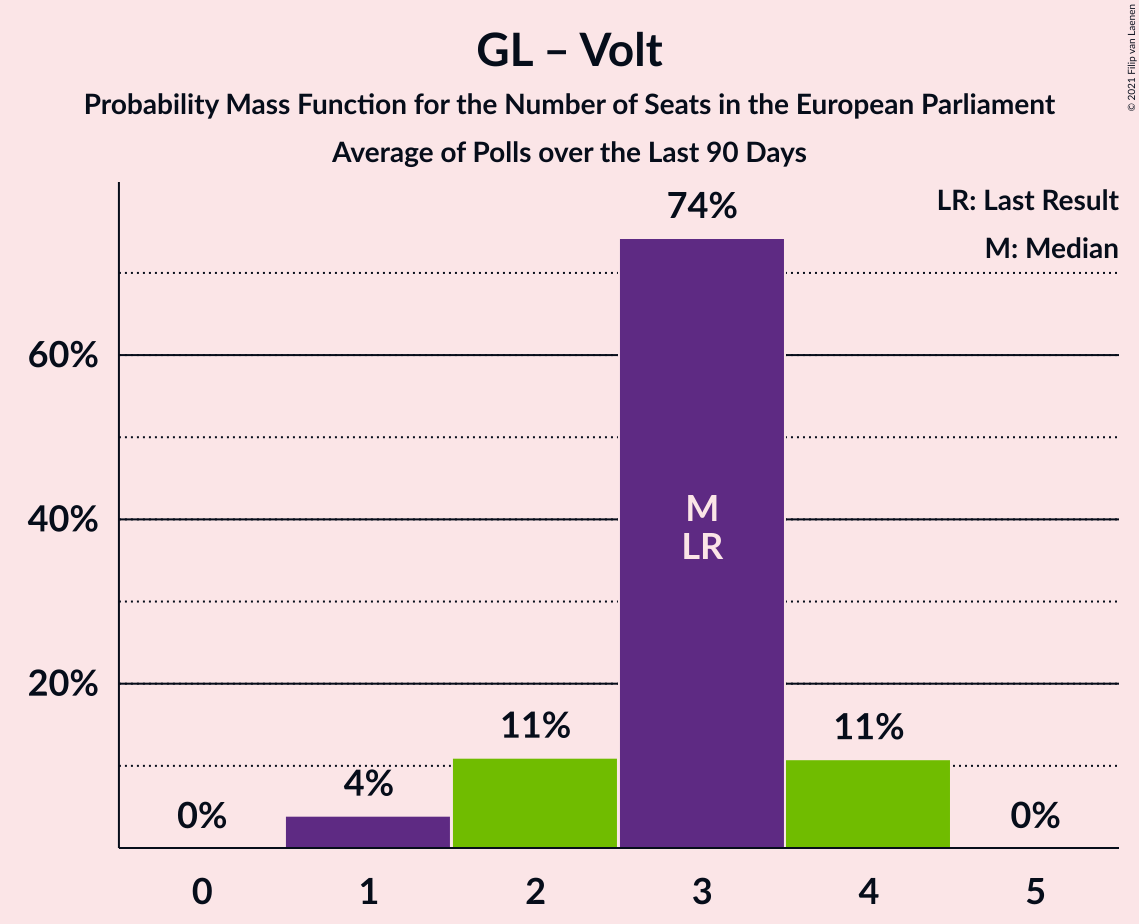 GL – Volt
Probability Mass Function for the Number of Seats in the European Parliament
Average of Polls over the Last 90 Days
© 2021 Filip van Laenen
LR: Last Result
M: Median
74%
60%
40%
20%
M
LR
11%
11%
4%
0%
0%
0 1 2 3 4 5